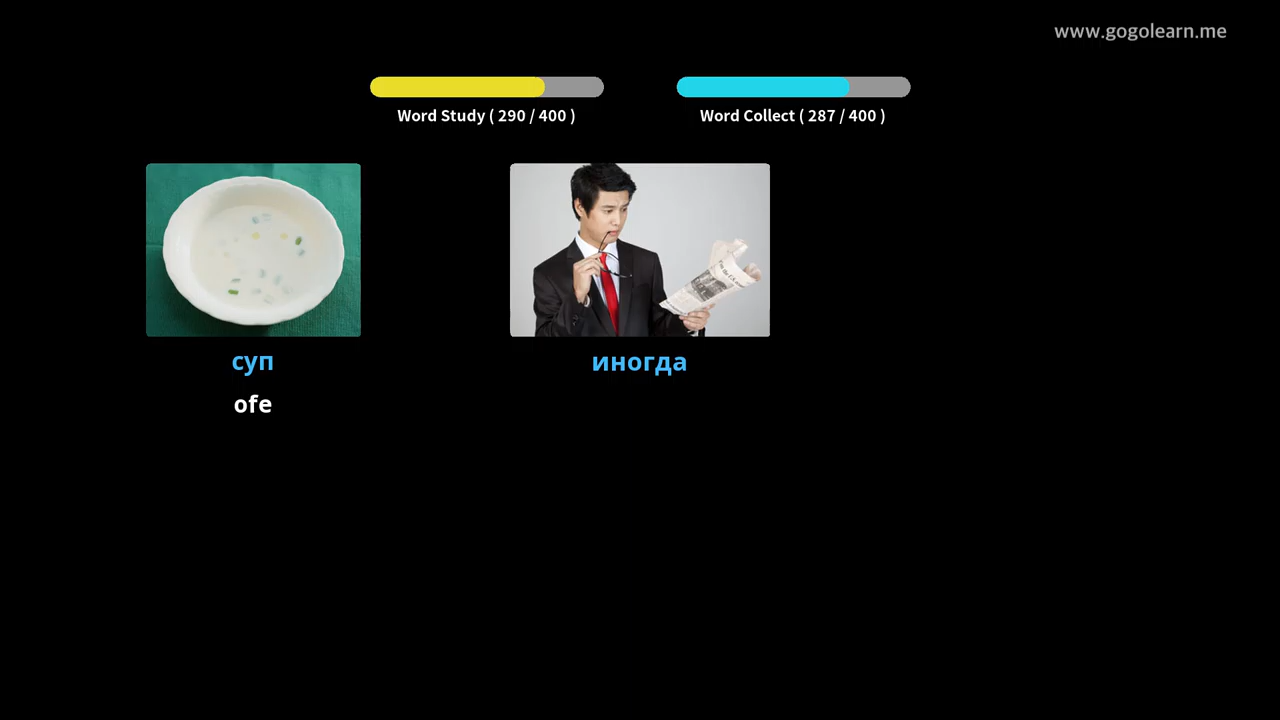 www.gogolearn.me
Word Study ( 290 / 400 )
Word Collect ( 287 / 400 )
суп
иногда
ofe